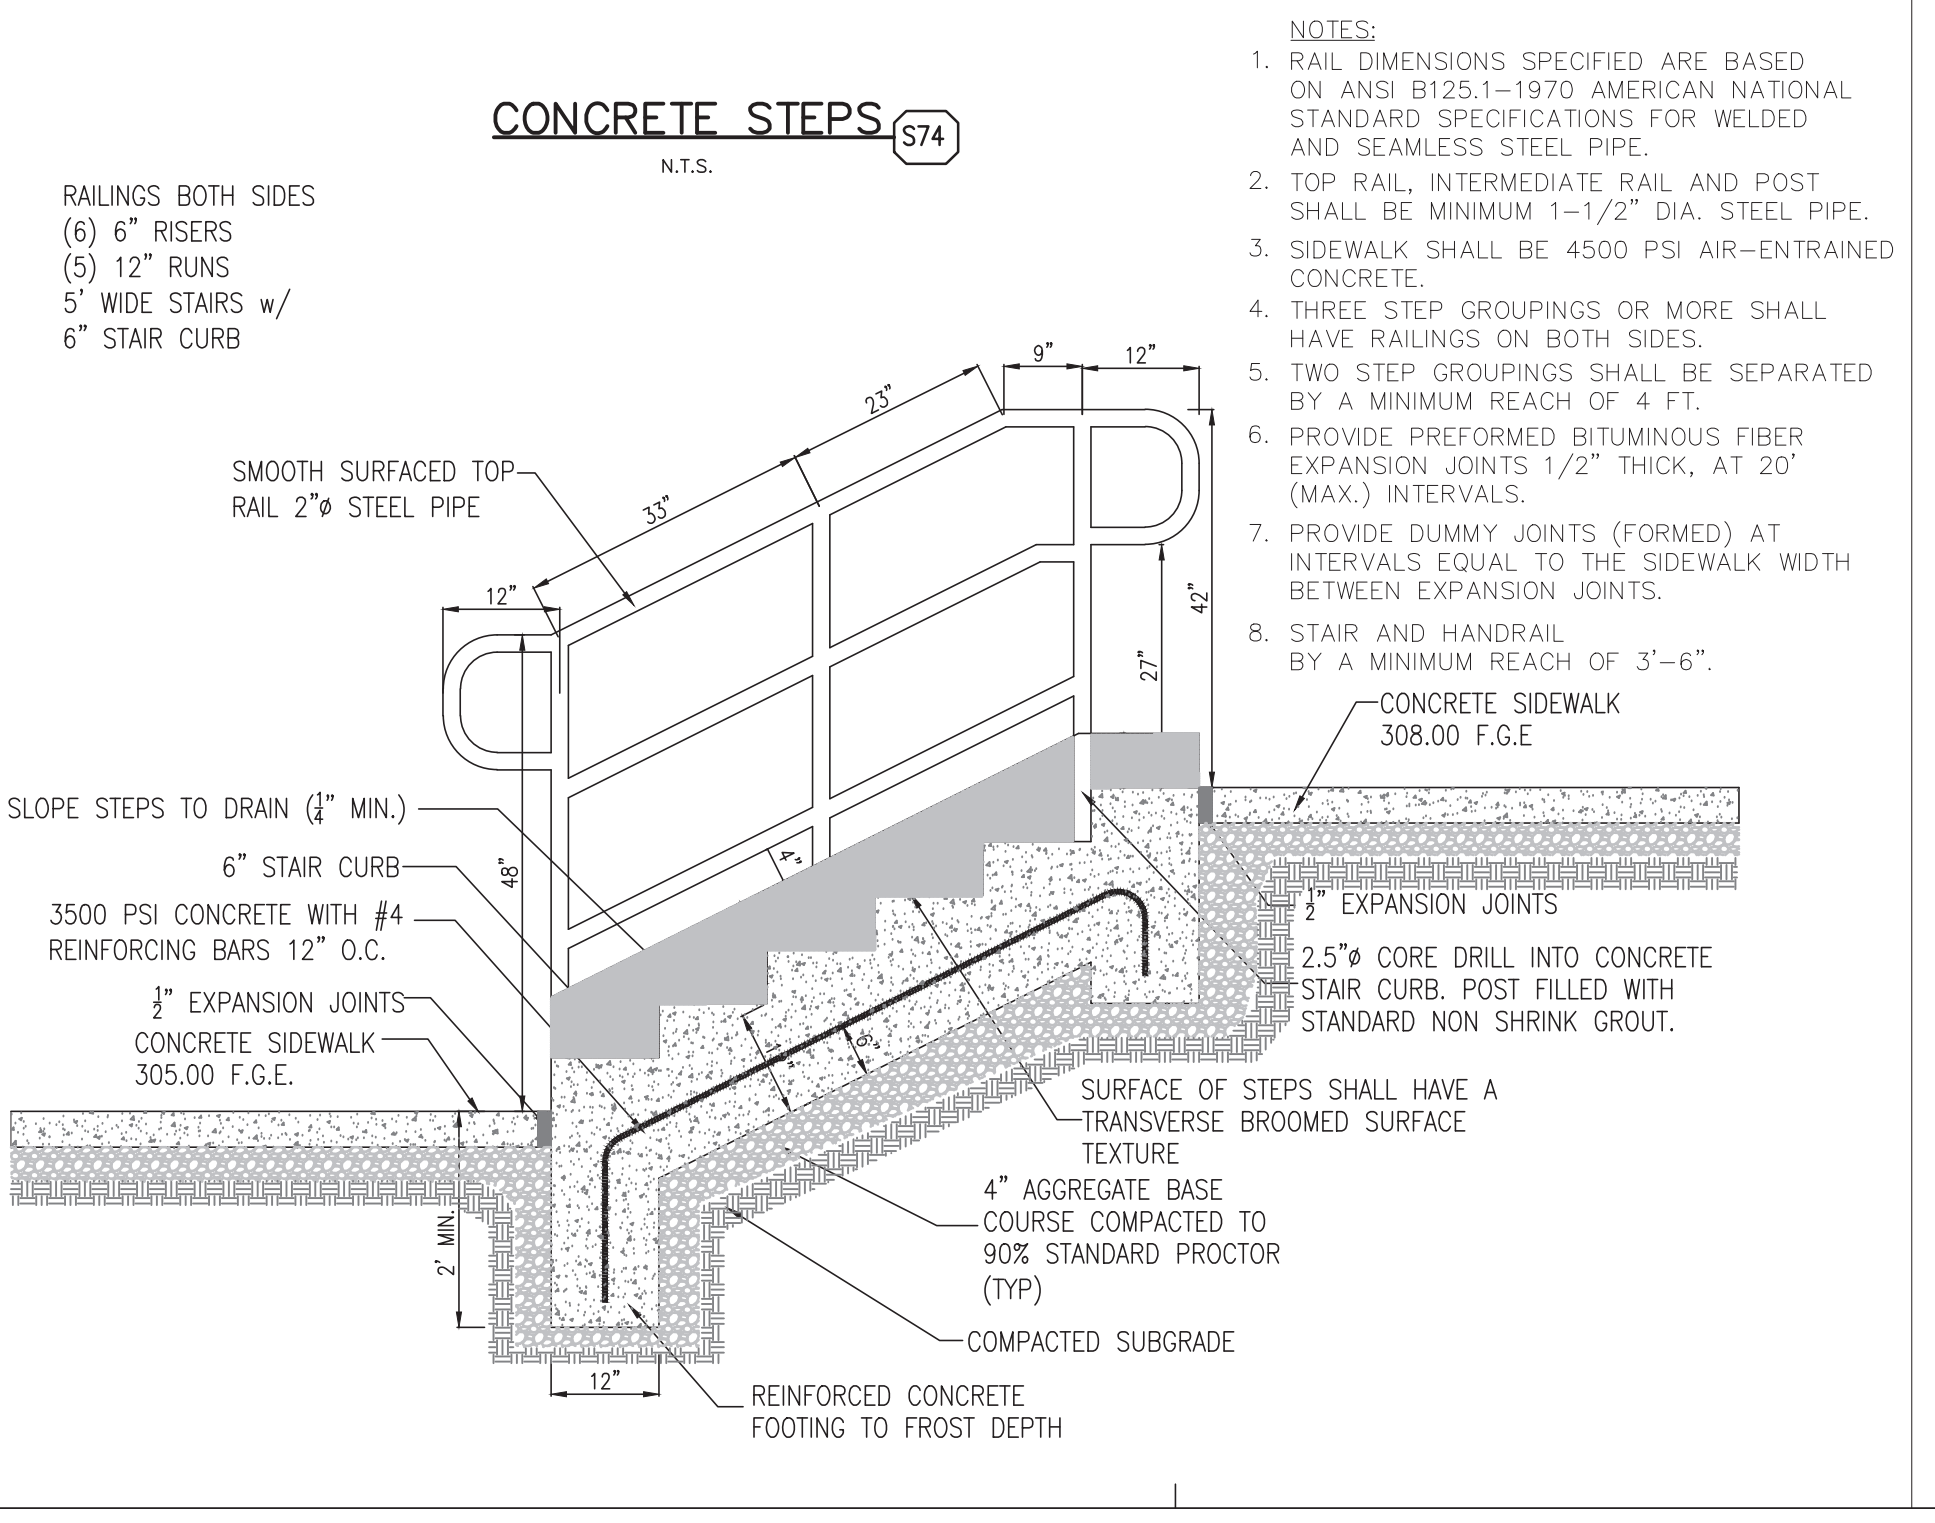 CONCRETE STEPS
S74
N.T.S.
RAILINGS BOTH SIDES
(6) 6” RISERS
(5) 12” RUNS
5’ WIDE STAIRS w/
6” STAIR CURB
NOTES:
1. RAIL DIMENSIONS SPECIFIED ARE BASED
ON ANSI B125.1–1970 AMERICAN NATIONAL
STANDARD SPECIFICATIONS FOR WELDED
AND SEAMLESS STEEL PIPE.
2. TOP RAIL, INTERMEDIATE RAIL AND POST
SHALL BE MINIMUM 1–1/2” DIA. STEEL PIPE.
3. SIDEWALK SHALL BE 4500 PSI AIR–ENTRAINED
CONCRETE.
4. THREE STEP GROUPINGS OR MORE SHALL
HAVE RAILINGS ON BOTH SIDES.
5. TWO STEP GROUPINGS SHALL BE SEPARATED
BY A MINIMUM REACH OF 4 FT.
6. PROVIDE PREFORMED BITUMINOUS FIBER
EXPANSION JOINTS 1/2” THICK, AT 20’
(MAX.) INTERVALS.
7. PROVIDE DUMMY JOINTS (FORMED) AT
INTERVALS EQUAL TO THE SIDEWALK WIDTH
BETWEEN EXPANSION JOINTS.
8. STAIR AND HANDRAIL
BY A MINIMUM REACH OF 3’–6”.
9”
12”
23”
33”
12”
SMOOTH SURFACED TOP
RAIL 2”ø STEEL PIPE
42”
27”
48”
4”
CONCRETE SIDEWALK
308.00 F.G.E
SLOPE STEPS TO DRAIN (1/4” MIN.)
6” STAIR CURB
3500 PSI CONCRETE WITH #4
REINFORCING BARS 12” O.C.
1/2” EXPANSION JOINTS
CONCRETE SIDEWALK
305.00 F.G.E.
1/2” EXPANSION JOINTS
2.5”ø CORE DRILL INTO CONCRETE
STAIR CURB. POST FILLED WITH
STANDARD NON SHRINK GROUT.
6”
SURFACE OF STEPS SHALL HAVE A
TRANSVERSE BROOMED SURFACE
TEXTURE
4” AGGREGATE BASE
COURSE COMPACTED TO
90% STANDARD PROCTOR
(TYP)
2’ MIN.
COMPACTED SUBGRADE
12”
REINFORCED CONCRETE
FOOTING TO FROST DEPTH